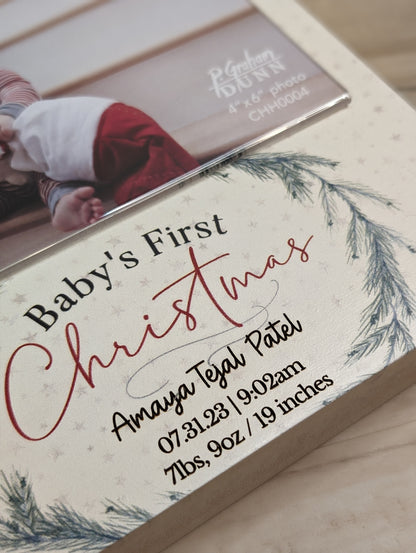 P. Graham
DUNN
4"x6" photo
CHH0004
Baby's First
Christmas
Amaya Tejal Patel
07.31.23 | 9:02am
7lbs, 9oz / 19 inches